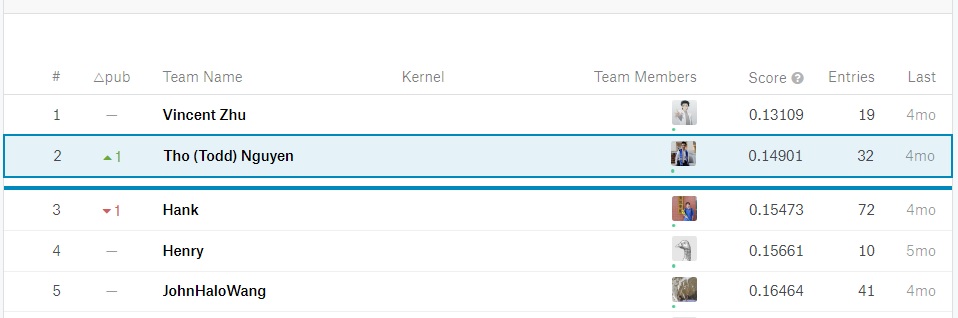 # △pub Team Name Kernel Team Members Score ? Entries Last
1 — Vincent Zhu 0.13109 19 4mo
2 ▲1 Tho (Todd) Nguyen 0.14901 32 4mo
3 ▼1 Hank 0.15473 72 4mo
4 — Henry 0.15661 10 5mo
5 — JohnHaloWang 0.16464 41 4mo